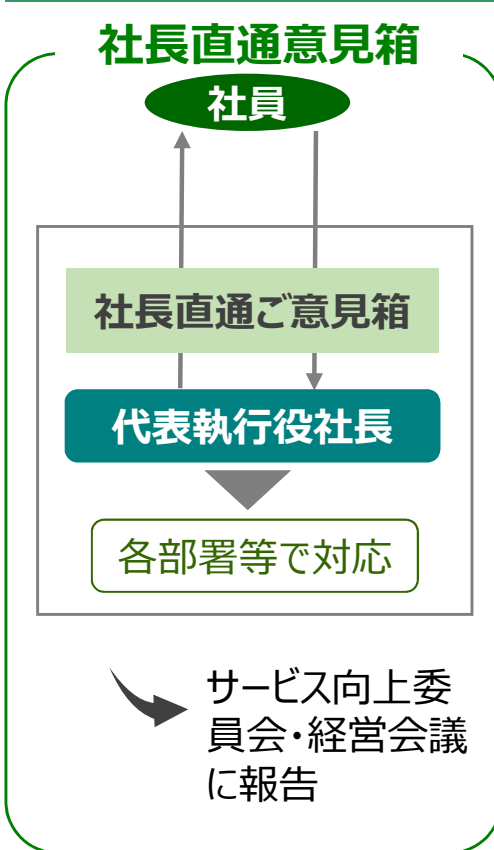 社長直通意見箱
社員
社長直通ご意見箱
代表執行役社長
各部署等で対応
サービス向上委
員会・経営会議
に報告